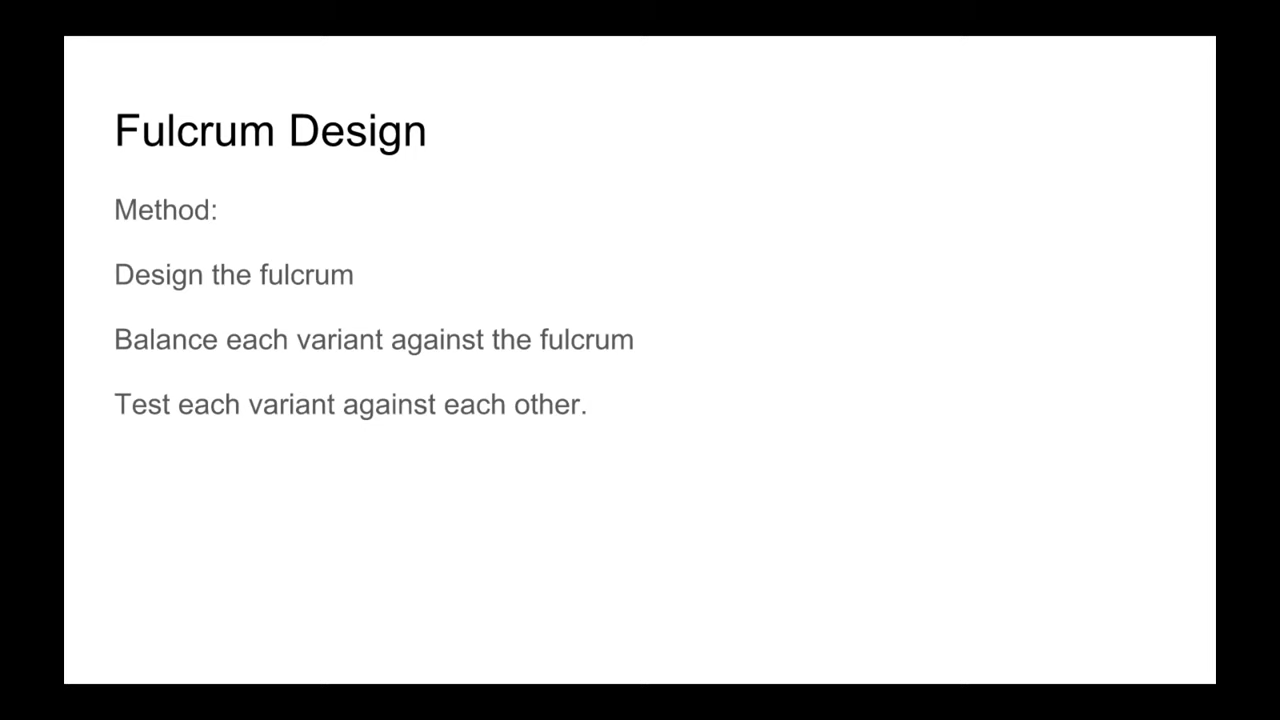 Fulcrum Design
Method:
Design the fulcrum
Balance each variant against the fulcrum
Test each variant against each other.